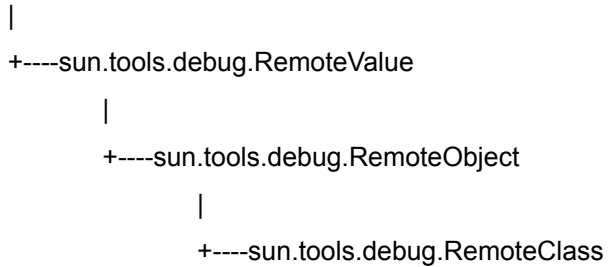 |
+----sun.tools.debug.RemoteValue
|
+----sun.tools.debug.RemoteObject
|
+----sun.tools.debug.RemoteClass